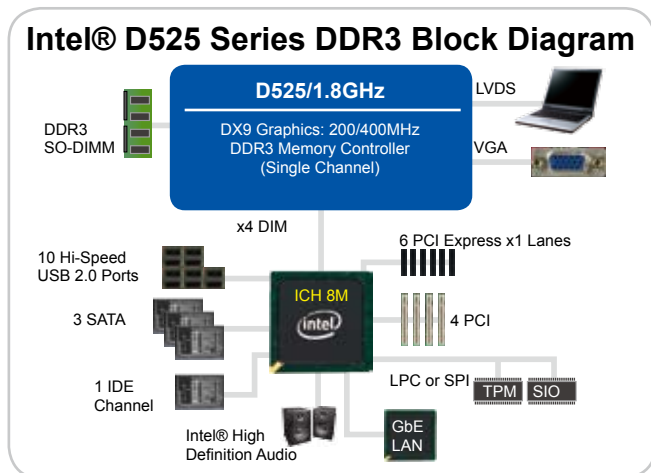 Intel® D525 Series DDR3 Block Diagram
D525/1.8GHz
DX9 Graphics: 200/400MHz
DDR3 Memory Controller
(Single Channel)
DDR3
SO-DIMM
LVDS
VGA
x4 DIM
10 Hi-Speed
USB 2.0 Ports
6 PCI Express x1 Lanes
ICH 8M
intel
3 SATA
4 PCI
1 IDE
Channel
LPC or SPI
TPM
SIO
Intel® High
Definition Audio
GbE
LAN